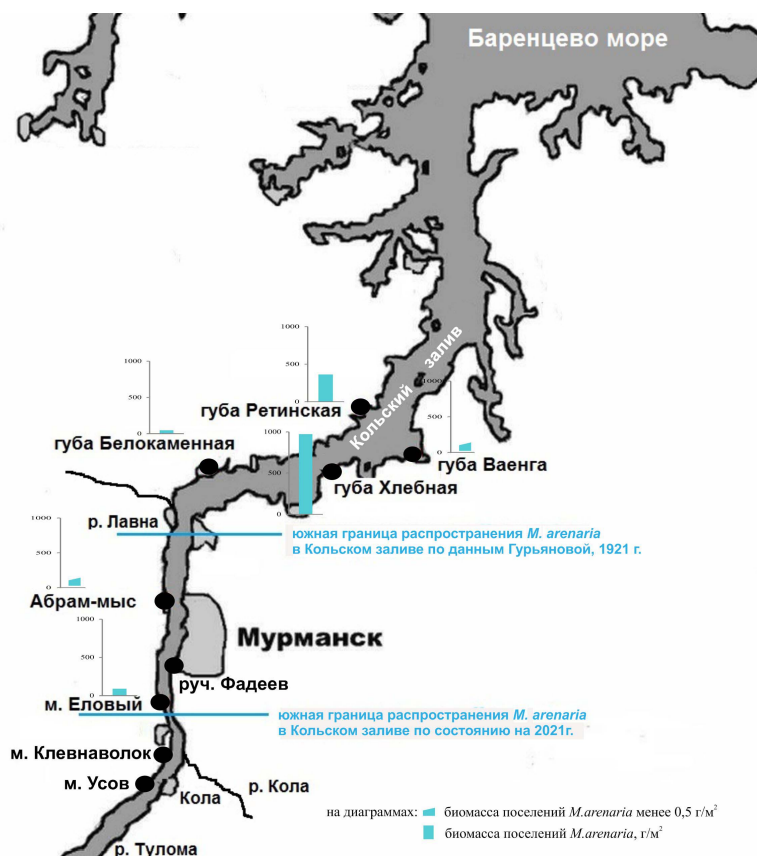 Баренцево море
Кольский залив
1000
500
0
губа Ретинская
1000
500
0
губа Белокаменная
1000
500
0
губа Ваенга
1000
500
0
губа Хлебная
р. Лавна
южная граница распространения M. arenaria
в Кольском заливе по данным Гурьяновой, 1921 г.
1000
500
0
Абрам-мыс
Мурманск
1000
500
0
руч. Фадеев
м. Еловый
южная граница распространения M. arenaria
в Кольском заливе по состоянию на 2021г.
м. Клевнаволок
м. Усов
Кола
р. Кола
р. Тулома
на диаграммах:
биомасса поселений M.arenaria менее 0,5 г/м²
биомасса поселений M.arenaria, г/м²